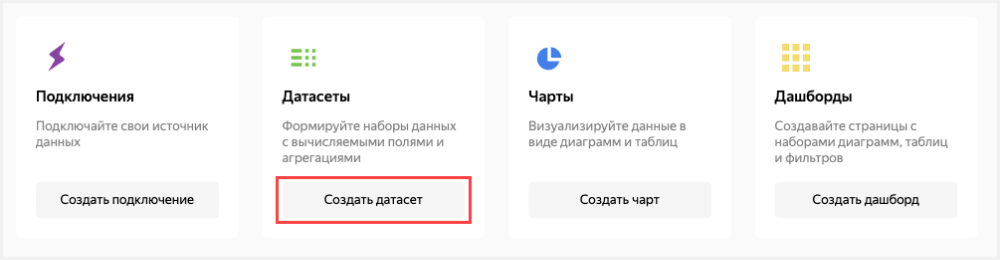 Подключения
Подключайте свои источник
данных
Создать подключение
Датасеты
Формируйте наборы данных
с вычисляемыми полями и
агрегациями
Создать датасет
Чарты
Визуализируйте данные в
виде диаграмм и таблиц
Создать чарт
Дашборды
Создавайте страницы с
наборами диаграмм, таблиц
и фильтров
Создать дашборд